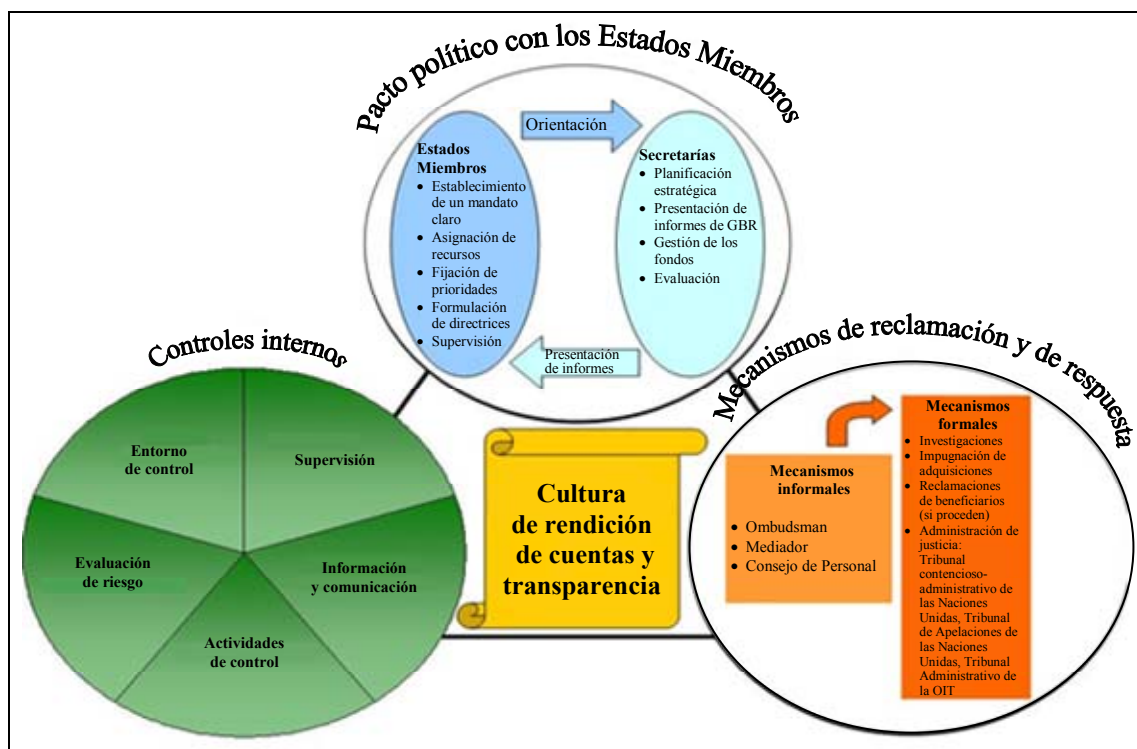 Pacto político con los Estados Miembros
Orientación
Estados
Miembros
• Establecimiento
de un mandato
claro
• Asignación de
recursos
• Fijación de
prioridades
• Formulación
de directrices
• Supervisión
Secretarías
• Planificación
estratégica
• Presentación de
informes de GBR
• Gestión de los
fondos
• Evaluación
Presentación
de informes
Controles internos
Entorno
de control
Supervisión
Evaluación
de riesgo
Información
y comunicación
Actividades
de control
Cultura
de rendición
de cuentas y
transparencia
Mecanismos de reclamación y de respuesta
Mecanismos
informales
• Ombudsman
• Mediador
• Consejo de Personal
Mecanismos
formales
• Investigaciones
• Impugnación de
adquisiciones
• Reclamaciones
de beneficiarios
(si proceden)
• Administración de
justicia:
Tribunal
contencioso-
administrativo de
las Naciones
Unidas, Tribunal
de Apelaciones de
las Naciones
Unidas, Tribunal
Administrativo de
la OIT